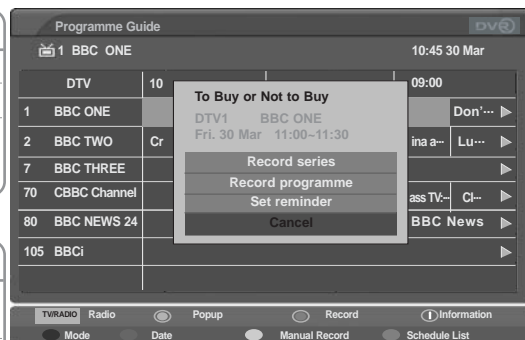 Programme Guide DVR
1 BBC ONE 10:45 30 Mar
DTV 10 09:00
To Buy or Not to Buy
DTV1 BBC ONE
Fri. 30 Mar 11:00~11:30
Record series
Record programme
Set reminder
Cancel
1 BBC ONE Don'···
2 BBC TWO Cr ina a··· Lu···
7 BBC THREE
70 CBBC Channel ass TV:·· Cl···
80 BBC NEWS 24 BBC News
105 BBCi
TV/RADIO Radio Popup Record Information
Mode Date Manual Record Schedule List